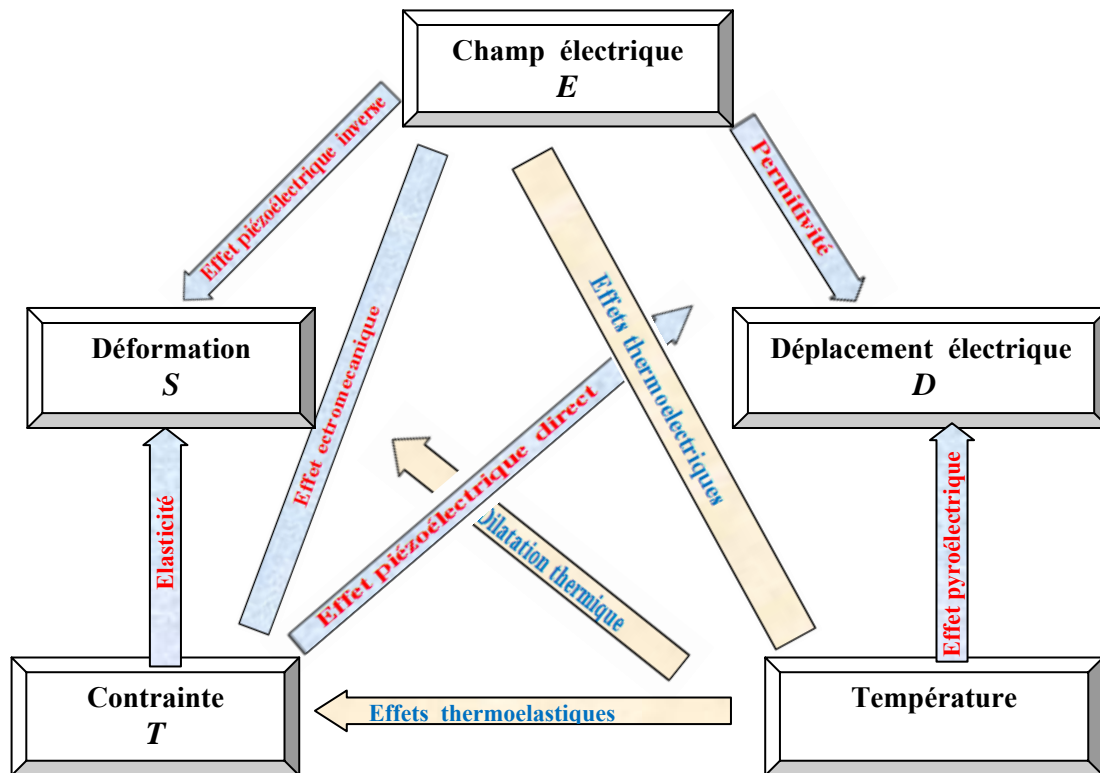 Champ électrique
E
Effet piézoélectrique inverse
Permitivité
Effet ectromecanique
Effets thermoelectriques
Déformation
S
Déplacement électrique
D
Effet piézoélectrique direct
Dilatation thermique
Elasticité
Effet pyroélectrique
Contrainte
T
Effets thermoelastiques
Température